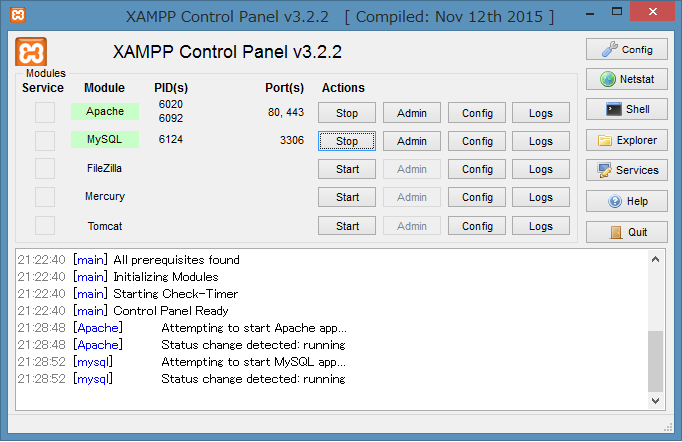 XAMPP Control Panel v3.2.2 [ Compiled: Nov 12th 2015 ]
XAMPP Control Panel v3.2.2
Config
Modules
Service Module PID(s) Port(s) Actions
Netstat
Apache 6020 6092 80, 443 Stop Admin Config Logs
Shell
MySQL 6124 3306 Stop Admin Config Logs
Explorer
FileZilla Start Admin Config Logs
Services
Mercury Start Admin Config Logs
Help
Tomcat Start Admin Config Logs
Quit
21:22:40 [main] All prerequisites found
21:22:40 [main] Initializing Modules
21:22:40 [main] Starting Check-Timer
21:22:40 [main] Control Panel Ready
21:28:48 [Apache] Attempting to start Apache app...
21:28:48 [Apache] Status change detected: running
21:28:52 [mysql] Attempting to start MySQL app...
21:28:52 [mysql] Status change detected: running